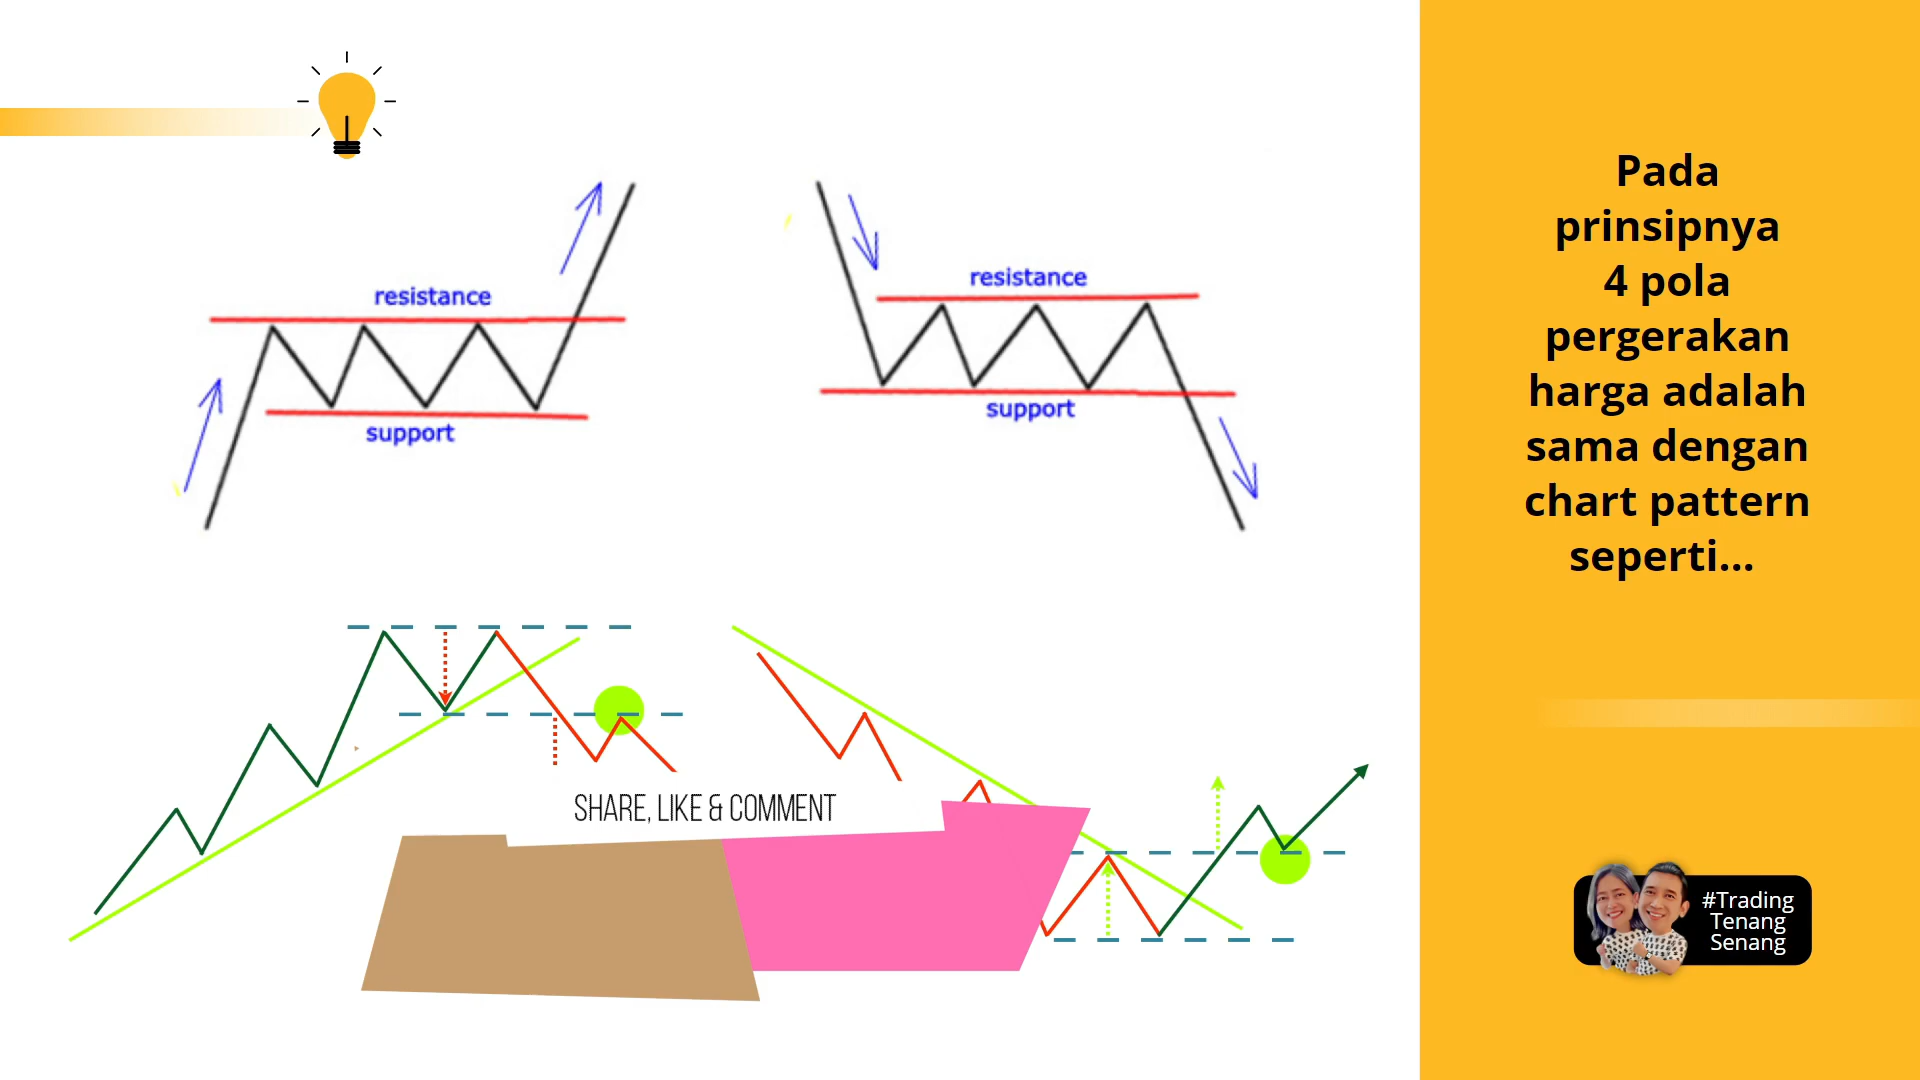 resistance
support
resistance
support
SHARE, LIKE & COMMENT
Pada
prinsipnya
4 pola
pergerakan
harga adalah
sama dengan
chart pattern
seperti...
#Trading
Tenang
Senang